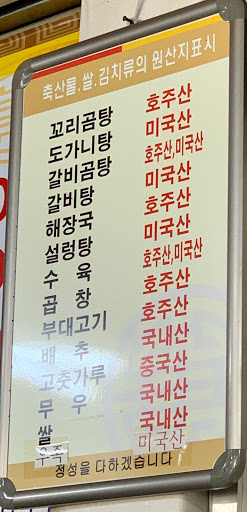 축산물,쌀,김치류의 원산지표시
꼬리곰탕 호주산
도가니탕 미국산
갈비곰탕 호주산,미국산
갈비탕 미국산
해장국 호주산
설렁탕 미국산
수 육 호주산,미국산
곱 창 호주산
부대고기 호주산
배 추 국내산
고춧가루 중국산
무 우 국내산
쌀 국내산
우족 미국산
정성을 다하겠습니다